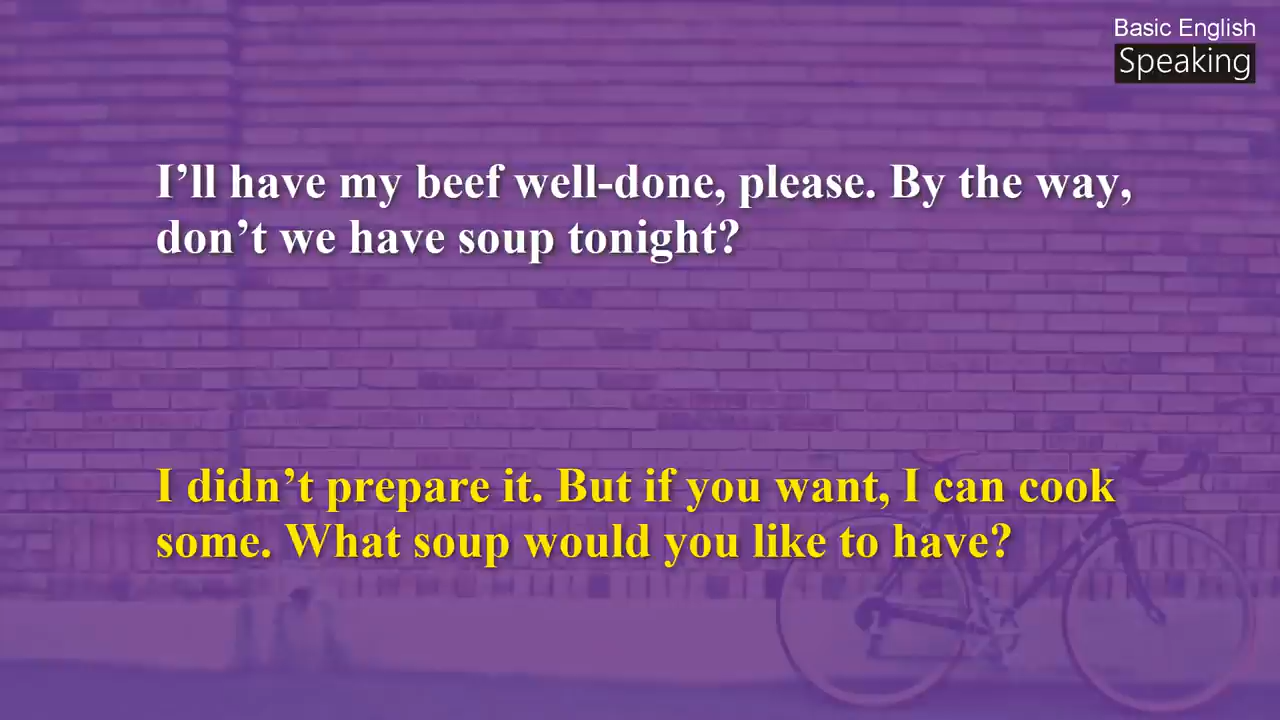 Basic English
Speaking
I’ll have my beef well-done, please. By the way,
don’t we have soup tonight?
I didn’t prepare it. But if you want, I can cook
some. What soup would you like to have?